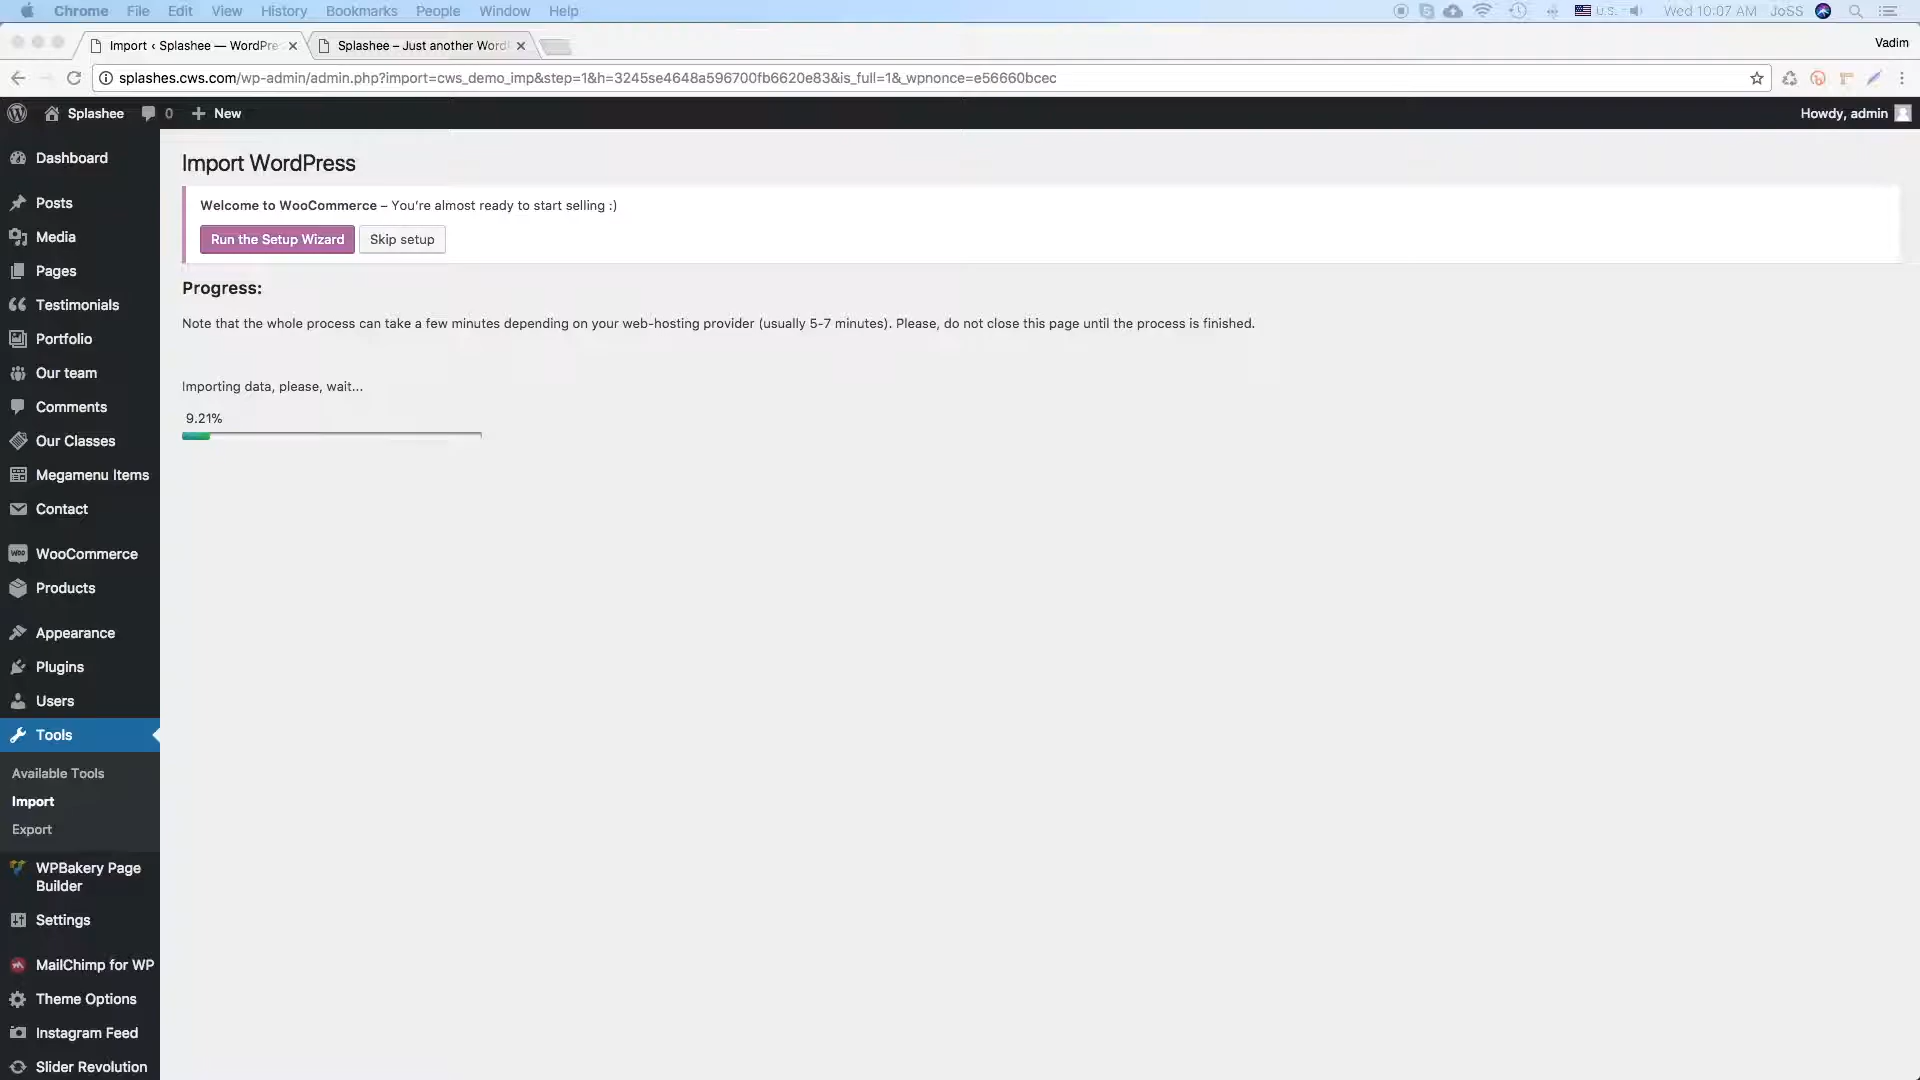 Chrome File Edit View History Bookmarks People Window Help U.S. Wed 10:07 AM JoSS
Import ‹ Splashee — WordPre Splashee – Just another Word Vadim
splashes.cws.com/wp-admin/admin.php?import=cws_demo_imp&step=1&h=3245se4648a596700fb6620e83&is_full=1&_wpnonce=e56660bcec
Splashee 0 New Howdy, admin
Dashboard
Posts
Media
Pages
Testimonials
Portfolio
Our team
Comments
Our Classes
Megamenu Items
Contact
WooCommerce
Products
Appearance
Plugins
Users
Tools
Available Tools
Import
Export
WPBakery Page
Builder
Settings
MailChimp for WP
Theme Options
Instagram Feed
Slider Revolution
Import WordPress
Welcome to WooCommerce – You're almost ready to start selling :)
Run the Setup Wizard Skip setup
Progress:
Note that the whole process can take a few minutes depending on your web-hosting provider (usually 5-7 minutes). Please, do not close this page until the process is finished.
Importing data, please, wait...
9.21%